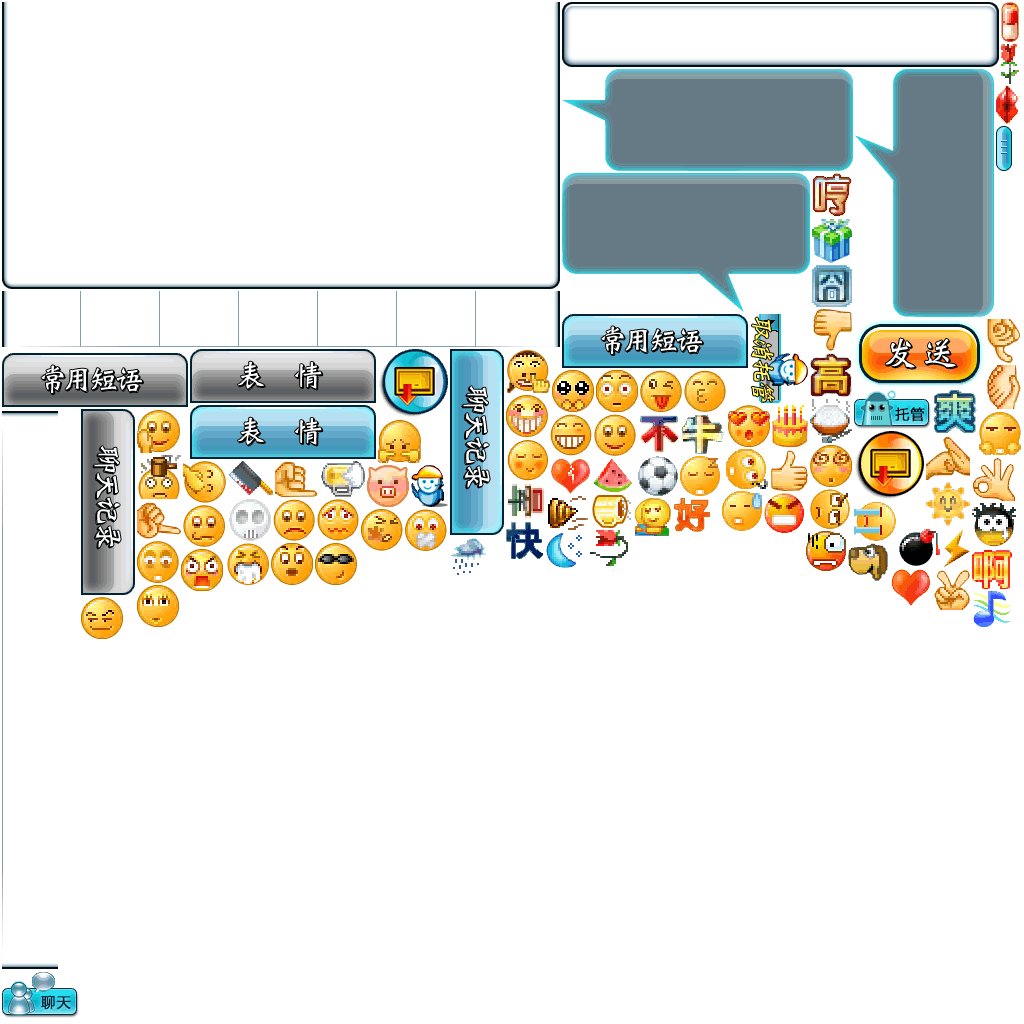 哼
常用短语
取消托管
常用短语
表 情
聊天记录
发送
高
托管
爽
表 情
不
牛
聊天记录
好
快
啊
聊天